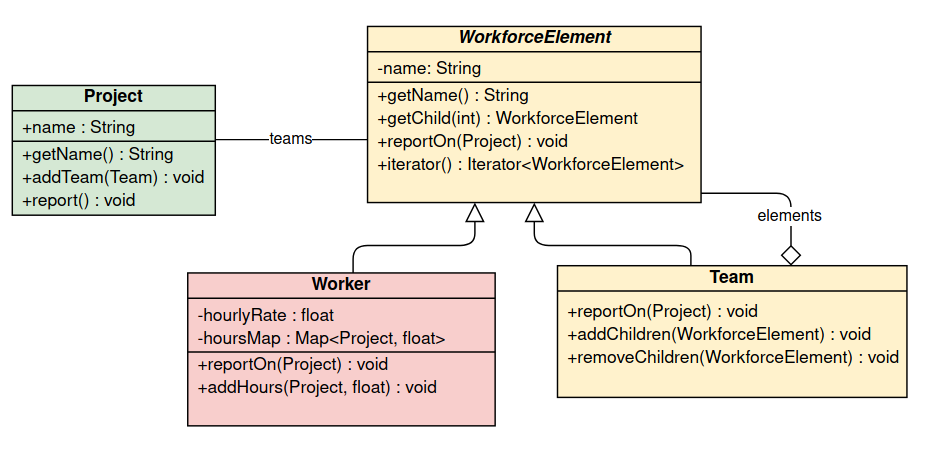 WorkforceElement
-name: String
+getName() : String
+getChild(int) : WorkforceElement
+reportOn(Project) : void
+iterator() : Iterator<WorkforceElement>
Project
+name : String
+getName() : String
+addTeam(Team) : void
+report() : void
teams
elements
Worker
-hourlyRate : float
-hoursMap : Map<Project, float>
+reportOn(Project) : void
+addHours(Project, float) : void
Team
+reportOn(Project) : void
+addChildren(WorkforceElement) : void
+removeChildren(WorkforceElement) : void